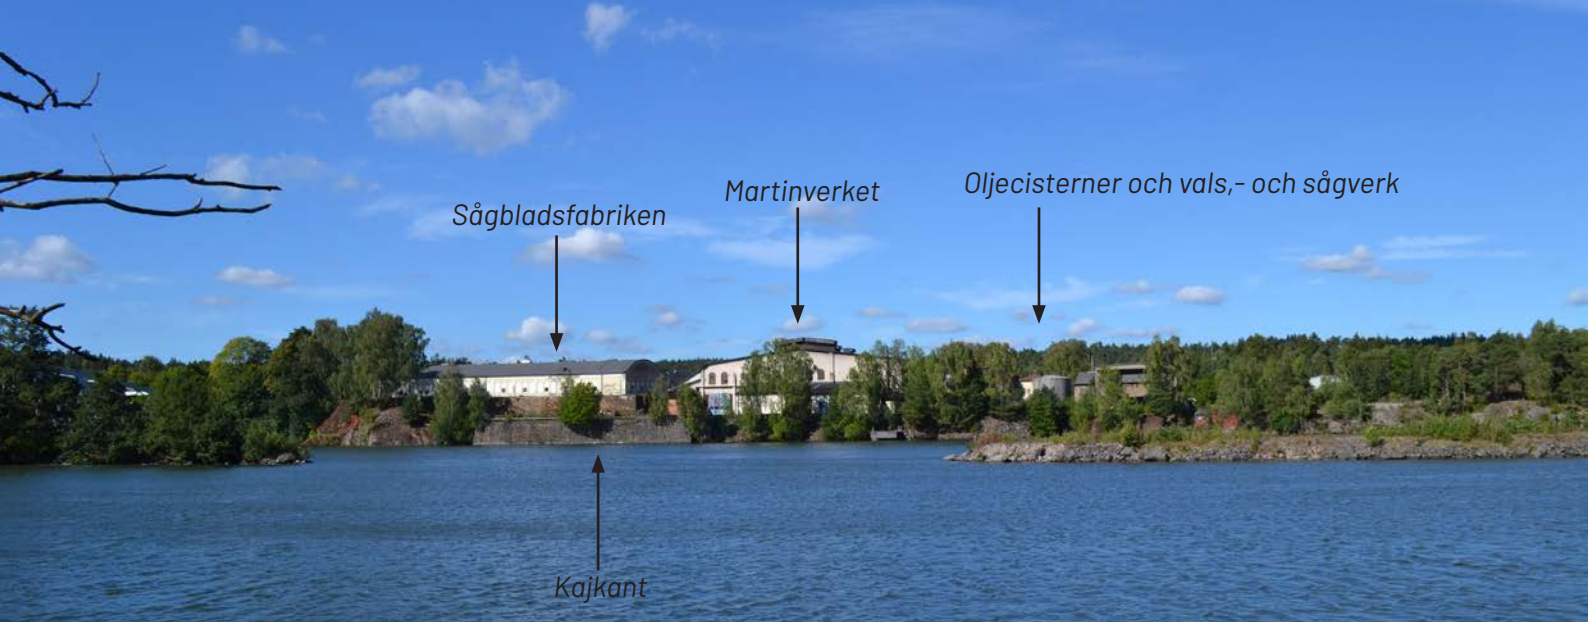 Oljecisterner och vals,- och sågverk
Martinverket
Sågbladsfabriken
Kajkant